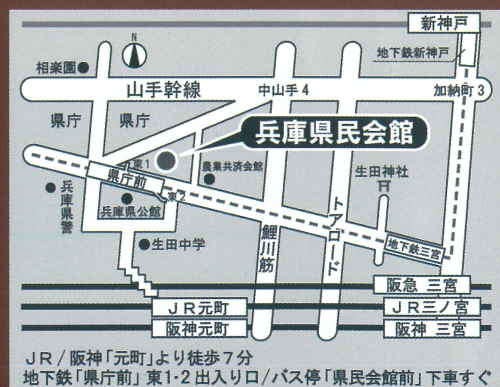 新神戸
N
地下鉄新神戸
相楽園
山手幹線
中山手4
加納町3
県庁
県庁
兵庫県民会館
東1
県庁前
農業共済会館
生田神社
兵庫県警
兵庫県公館
東2
トアロード
生田中学
鯉川筋
地下鉄三宮
阪急 三宮
JR元町
JR三ノ宮
阪神元町
阪神 三宮
JR/阪神「元町」より徒歩7分
地下鉄「県庁前」東1-2出入り口/バス停「県民会館前」下車すぐ